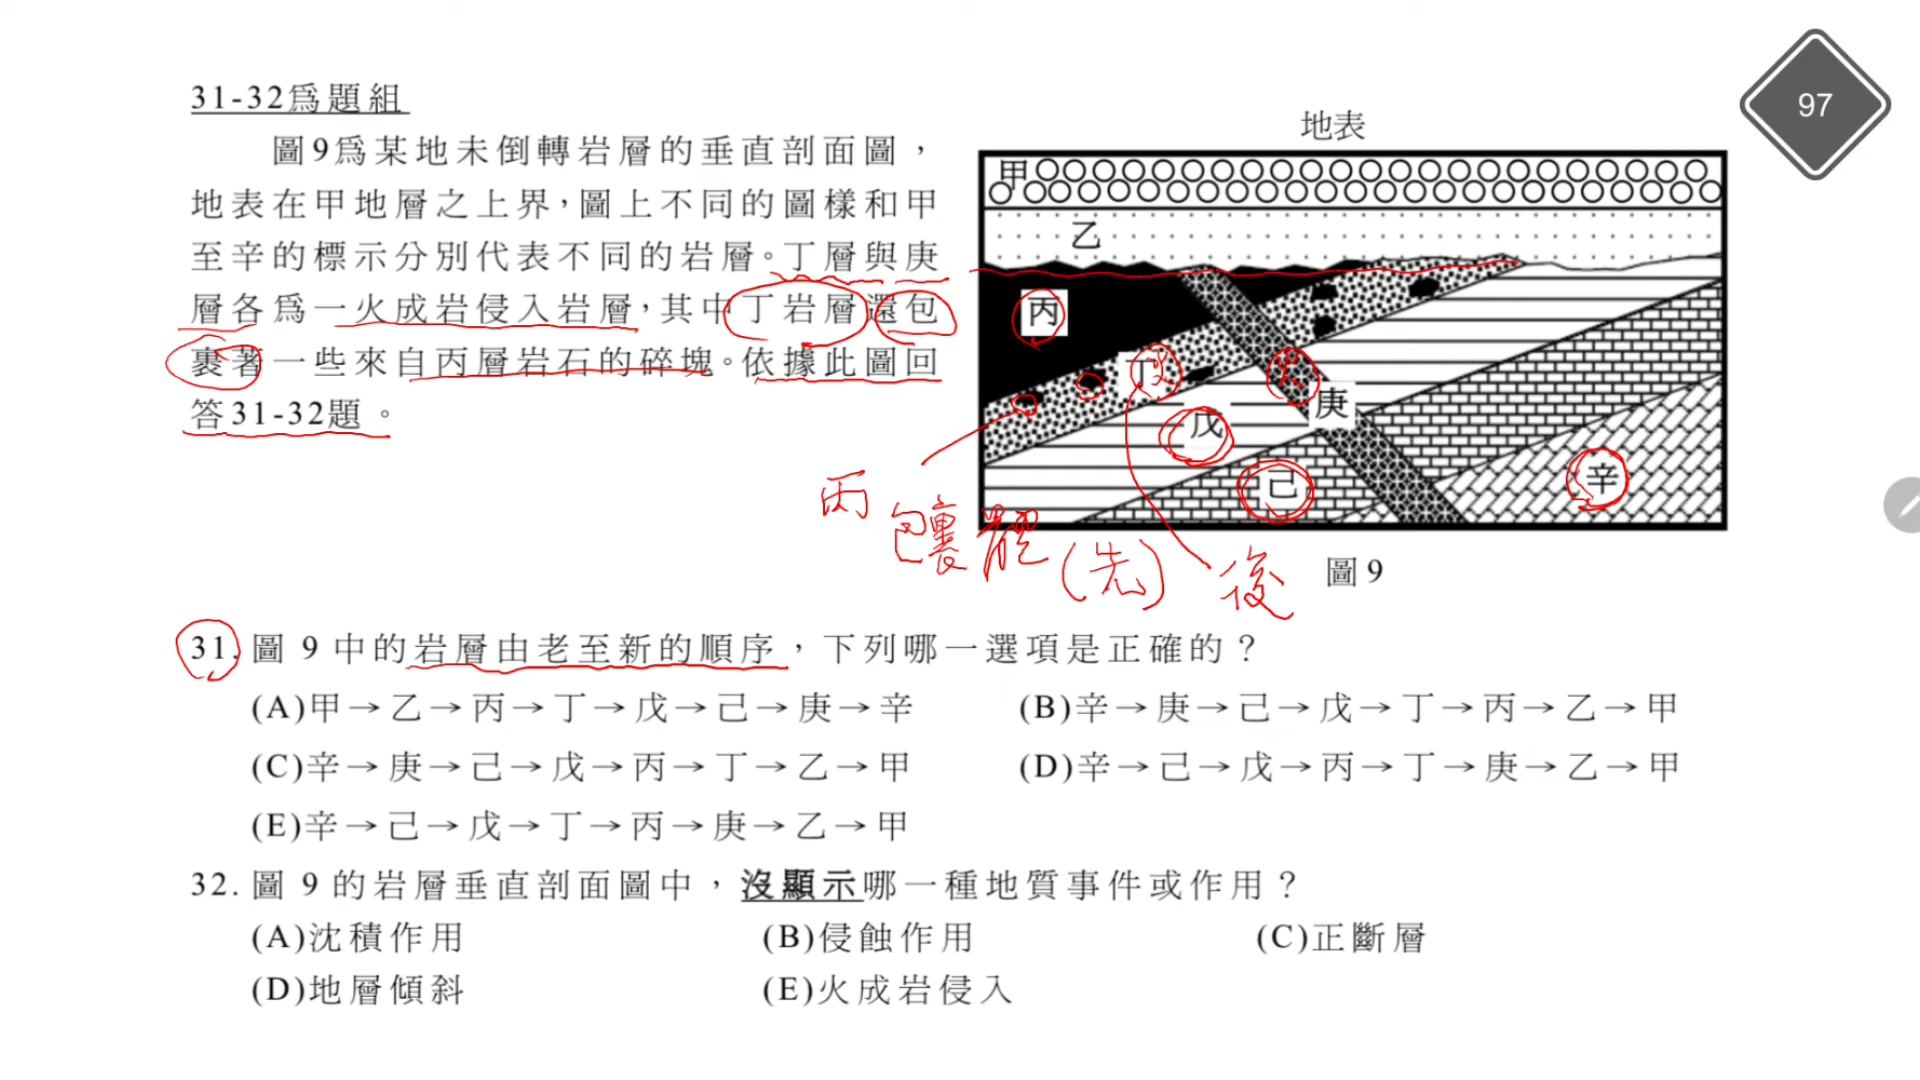 97
31-32為題組
圖9為某地未倒轉岩層的垂直剖面圖，
地表在甲地層之上界，圖上不同的圖樣和甲
至辛的標示分別代表不同的岩層。丁層與庚
層各為一火成岩侵入岩層，其中丁岩層還包
裹著一些來自丙層岩石的碎塊。依據此圖回
答31-32題。
地表
甲
乙
丙
丁
戊
己
庚
辛
丙
包裹體(先)
後
圖9
31.圖9中的岩層由老至新的順序，下列哪一選項是正確的？
(A)甲→乙→丙→丁→戊→己→庚→辛 (B)辛→庚→己→戊→丁→丙→乙→甲
(C)辛→庚→己→戊→丙→丁→乙→甲 (D)辛→己→戊→丙→丁→庚→乙→甲
(E)辛→己→戊→丁→丙→庚→乙→甲
32.圖9的岩層垂直剖面圖中，沒顯示哪一種地質事件或作用？
(A)沈積作用 (B)侵蝕作用 (C)正斷層
(D)地層傾斜 (E)火成岩侵入